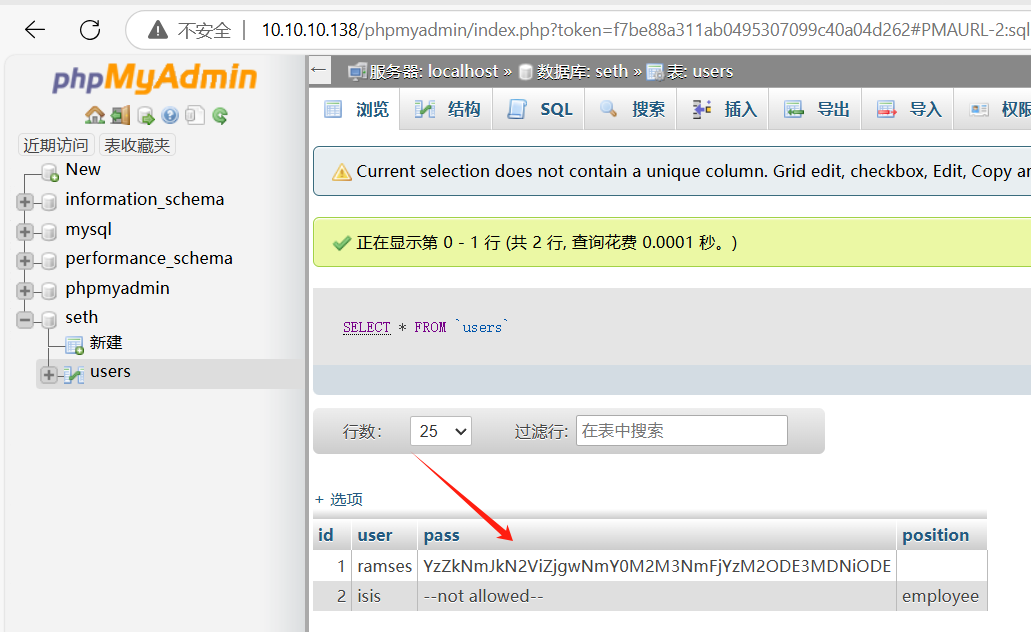 不安全 | 10.10.10.138/phpmyadmin/index.php?token=f7be88a311ab0495307099c40a04d262#PMAURL-2:sql
phpMyAdmin
近期访问 表收藏夹
New
information_schema
mysql
performance_schema
phpmyadmin
seth
新建
users
服务器: localhost » 数据库: seth » 表: users
浏览 结构 SQL 搜索 插入 导出 导入 权限
Current selection does not contain a unique column. Grid edit, checkbox, Edit, Copy an
正在显示第 0 - 1 行 (共 2 行, 查询花费 0.0001 秒。)
SELECT * FROM `users`
行数: 25 过滤行: 在表中搜索
+ 选项
id user pass position
1 ramses YzZkNmJkN2ViZjgwNmY0M2M3NmFjYzM2ODE3MDNiODE
2 isis --not allowed-- employee